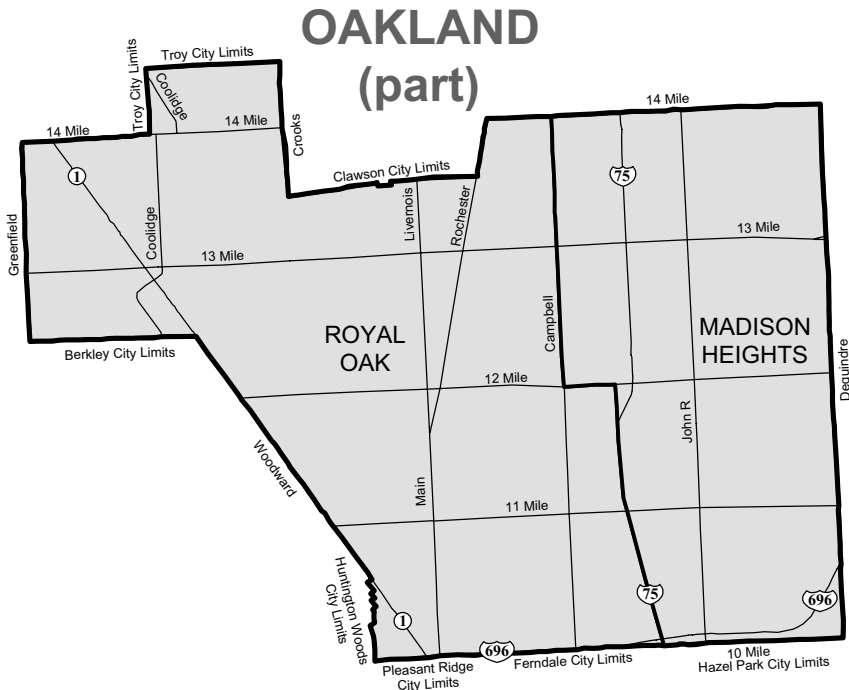 OAKLAND
(part)
Troy City Limits
Troy City Limits
Coolidge
14 Mile
14 Mile
14 Mile
Crooks
Clawson City Limits
1
75
Greenfield
Coolidge
Livernois
Rochester
13 Mile
13 Mile
Campbell
ROYAL
OAK
MADISON
HEIGHTS
Berkley City Limits
12 Mile
Dequindre
John R
Woodward
Main
11 Mile
Huntington Woods
City Limits
1
75
696
696
Pleasant Ridge
City Limits
Ferndale City Limits
10 Mile
Hazel Park City Limits